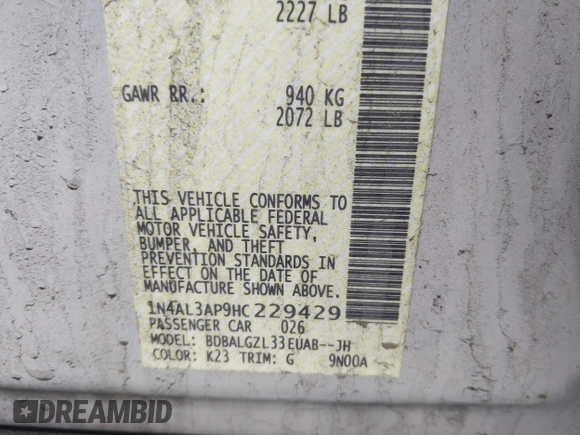 2227 LB
GAWR RR.: 940 KG
2072 LB
THIS VEHICLE CONFORMS TO
ALL APPLICABLE FEDERAL
MOTOR VEHICLE SAFETY,
BUMPER, AND THEFT
PREVENTION STANDARDS IN
EFFECT ON THE DATE OF
MANUFACTURE SHOWN ABOVE.
1N4AL3AP9HC229429
PASSENGER CAR 026
MODEL: BDBALGZL33EUAB--JH
COLOR: K23 TRIM: G 9N00A
DREAMBID